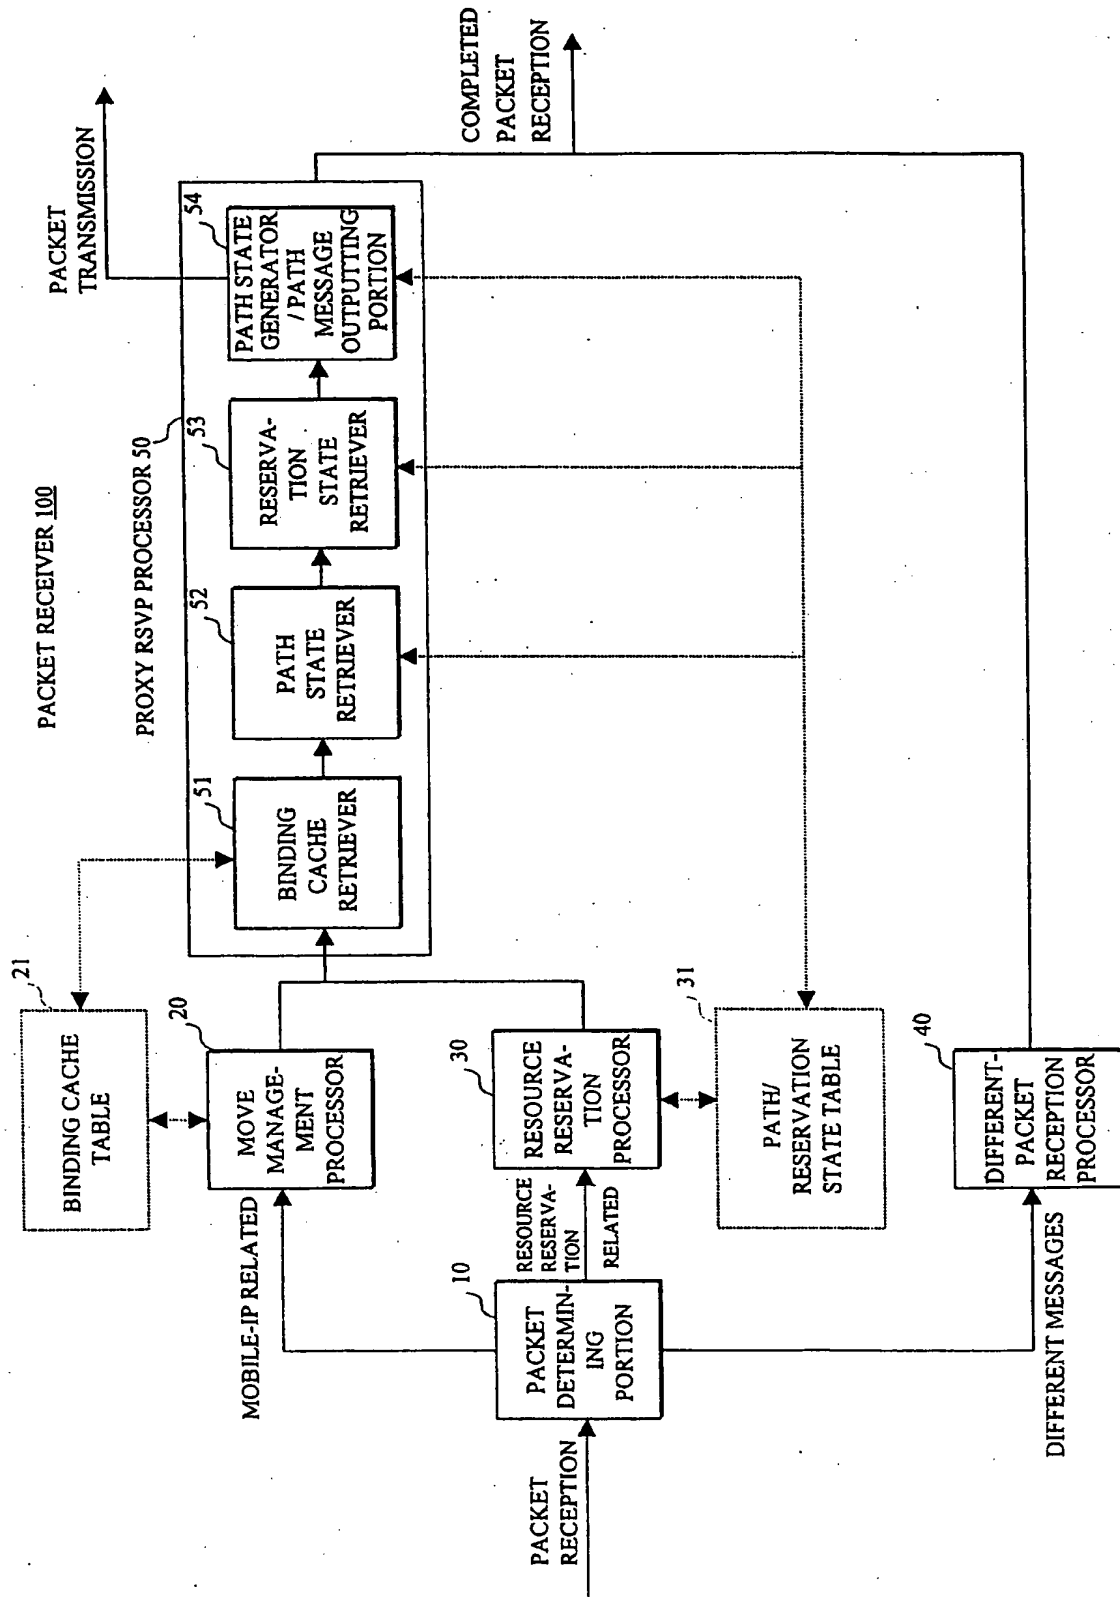 PACKET RECEIVER 100
PACKET
RECEPTION
10
PACKET
DETERMIN-
ING
PORTION
MOBILE-IP RELATED
RESOURCE
RESERVA-
TION
RELATED
DIFFERENT MESSAGES
21
BINDING CACHE
TABLE
20
MOVE
MANAGE-
MENT
PROCESSOR
30
RESOURCE
RESERVA-
TION
PROCESSOR
31
PATH/
RESERVATION
STATE TABLE
40
DIFFERENT-
PACKET
RECEPTION
PROCESSOR
PROXY RSVP PROCESSOR 50
51
BINDING
CACHE
RETRIEVER
52
PATH
STATE
RETRIEVER
53
RESERVA-
TION
STATE
RETRIEVER
54
PATH STATE
GENERATOR
/ PATH
MESSAGE
OUTPUTTING
PORTION
PACKET
TRANSMISSION
COMPLETED
PACKET
RECEPTION